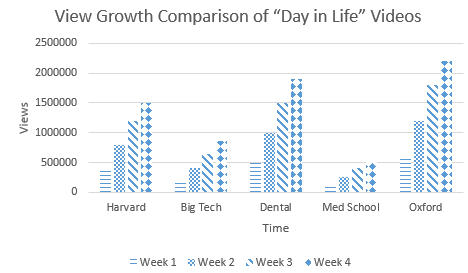 View Growth Comparison of “Day in Life” Videos
2500000
2000000
1500000
1000000
500000
0
Views
Harvard Big Tech Dental Med School Oxford
Time
Week 1 Week 2 Week 3 Week 4